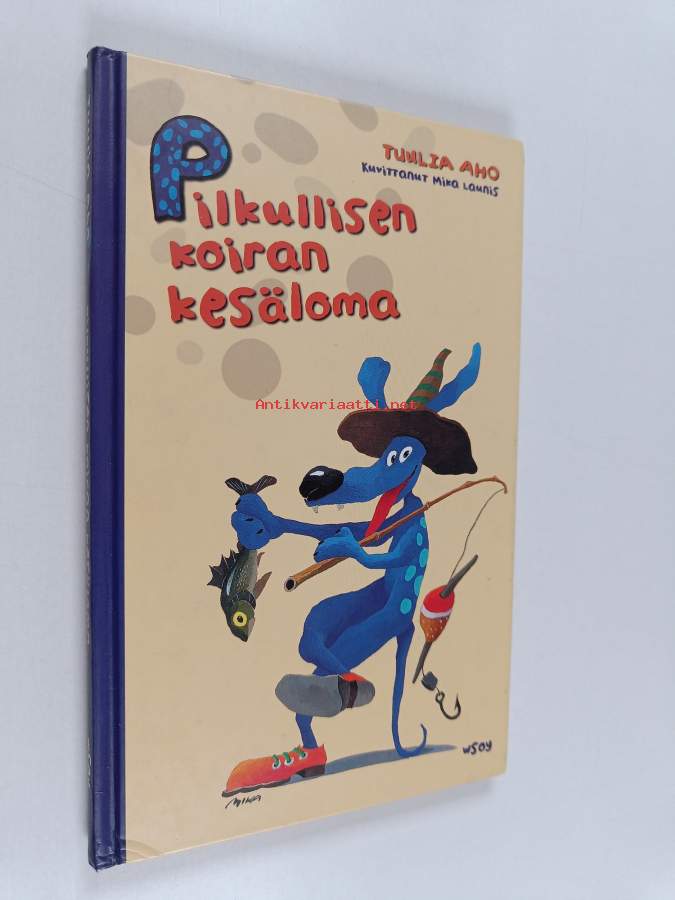 TUULIA AHO
Kuvittanut Mika Launis
Pilkullisen
koiran
kesäloma
Antikvariaatti.net
WSOY
MIKA